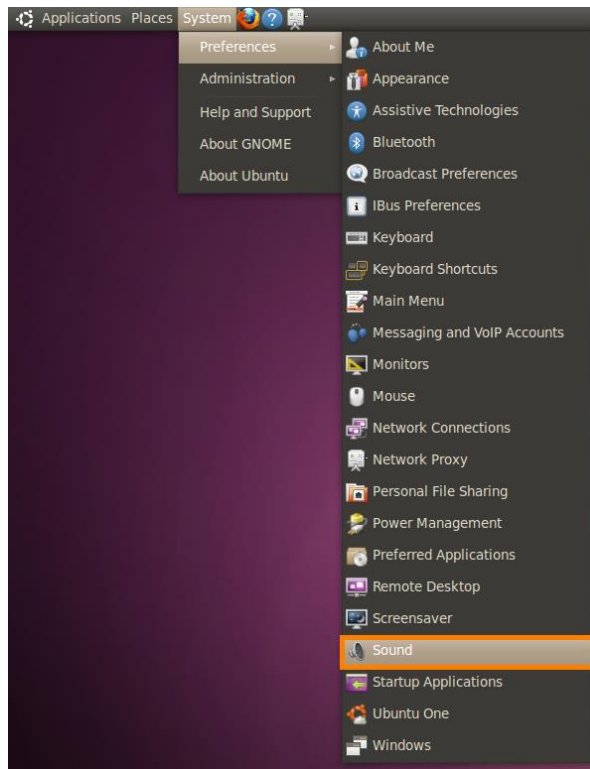 Applications Places System
Preferences
Administration
Help and Support
About GNOME
About Ubuntu
About Me
Appearance
Assistive Technologies
Bluetooth
Broadcast Preferences
IBus Preferences
Keyboard
Keyboard Shortcuts
Main Menu
Messaging and VoIP Accounts
Monitors
Mouse
Network Connections
Network Proxy
Personal File Sharing
Power Management
Preferred Applications
Remote Desktop
Screensaver
Sound
Startup Applications
Ubuntu One
Windows